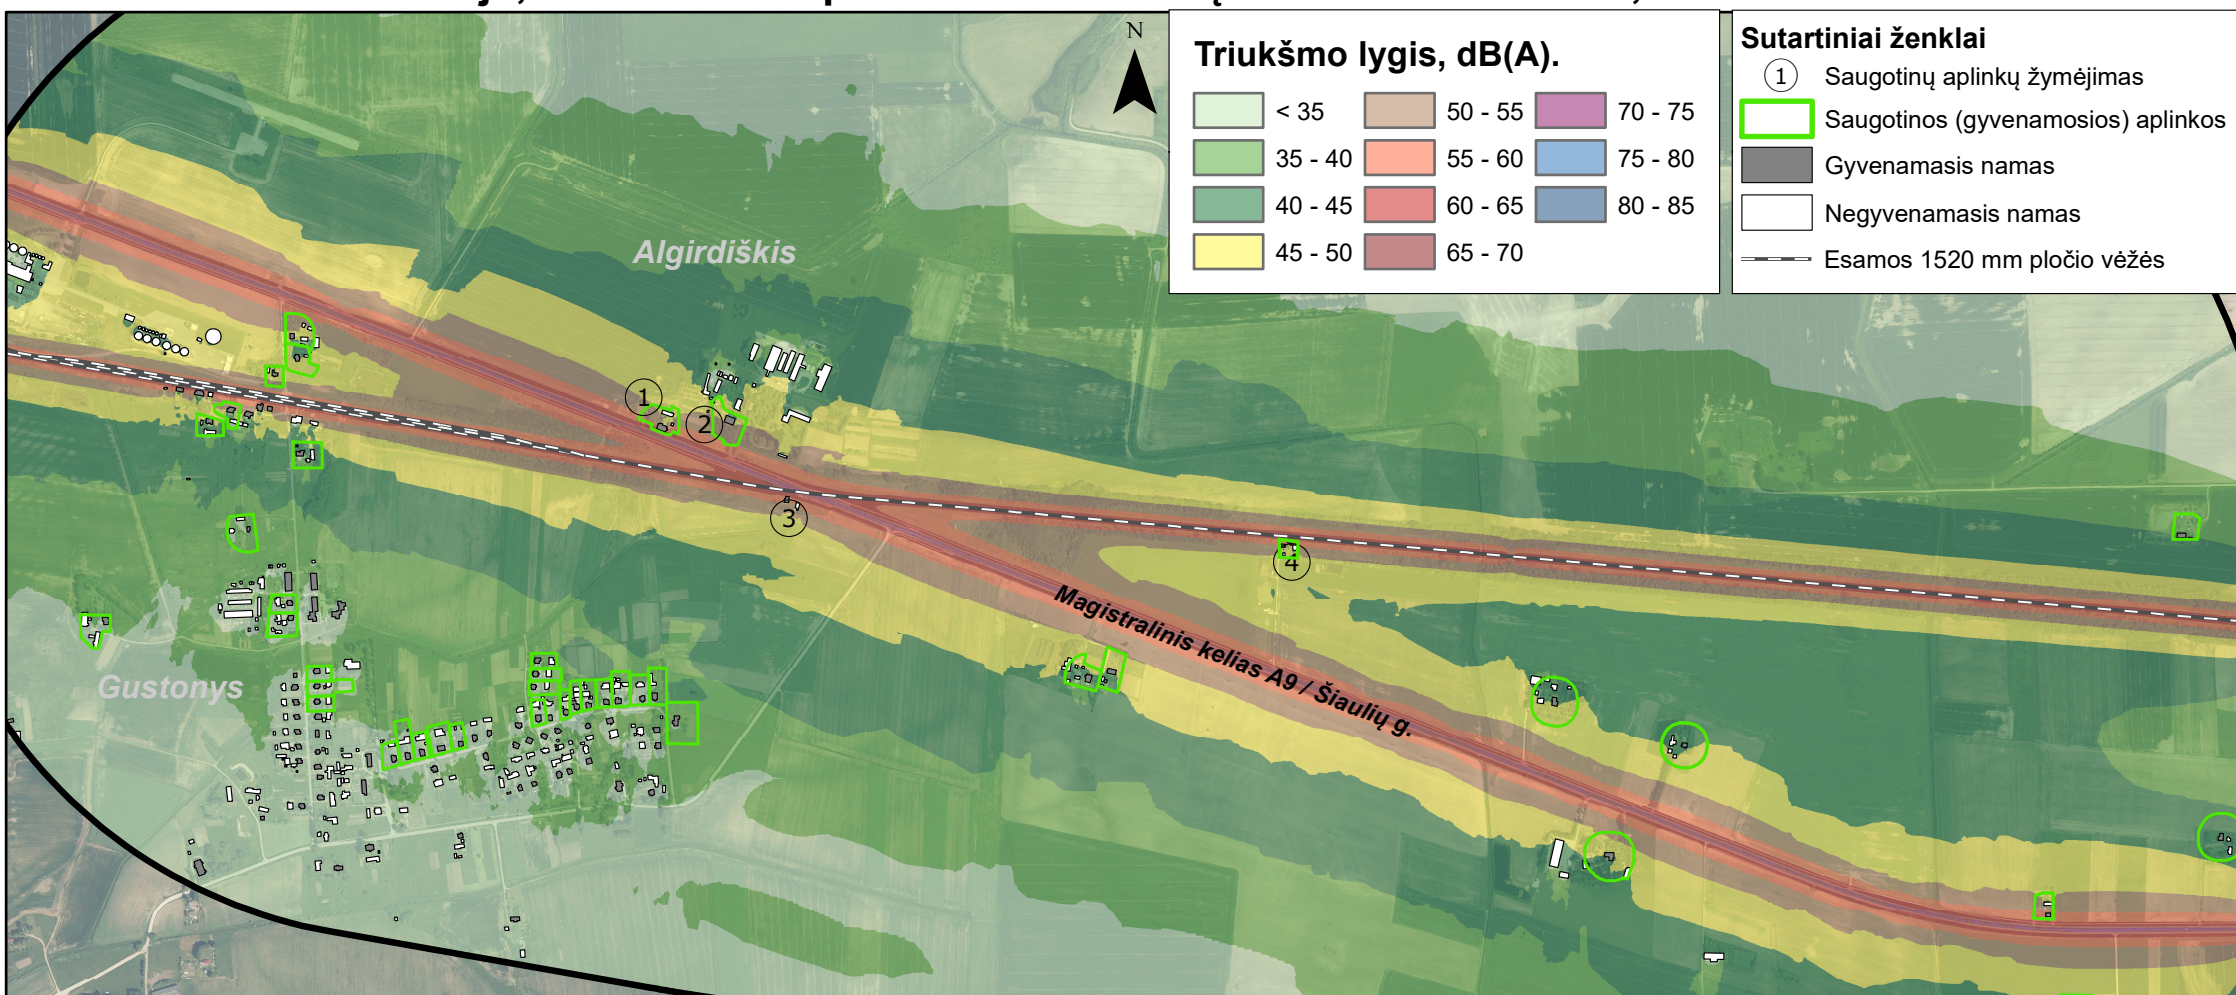 N
Triukšmo lygis, dB(A).
< 35
35 - 40
40 - 45
45 - 50
50 - 55
55 - 60
60 - 65
65 - 70
70 - 75
75 - 80
80 - 85
Sutartiniai ženklai
1 Saugotinų aplinkų žymėjimas
Saugotinos (gyvenamosios) aplinkos
Gyvenamasis namas
Negyvenamasis namas
Esamos 1520 mm pločio vėžės
Algirdiškis
1
2
3
4
Magistralinis kelias A9 / Šiaulių g.
Gustonys